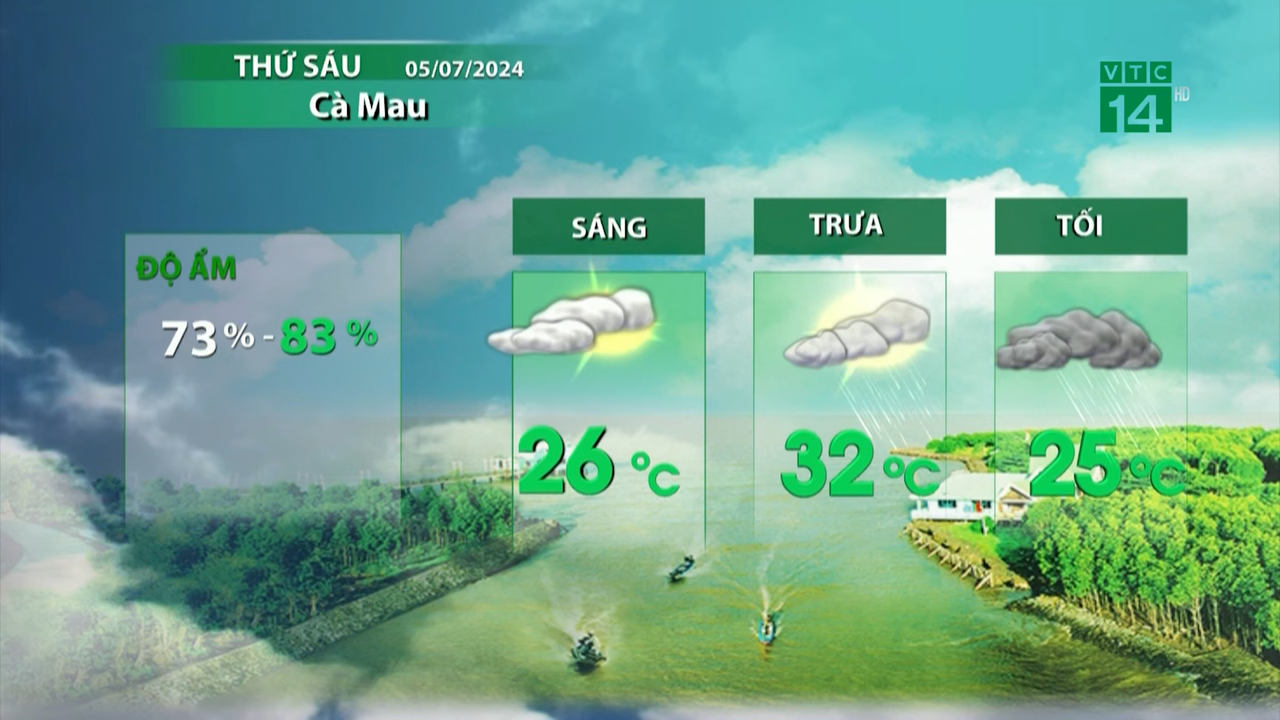 THỨ SÁU 05/07/2024
Cà Mau
VTC
14 HD
SÁNG TRƯA TỐI
ĐỘ ẨM
73% - 83%
26 °C 32 °C 25 °C